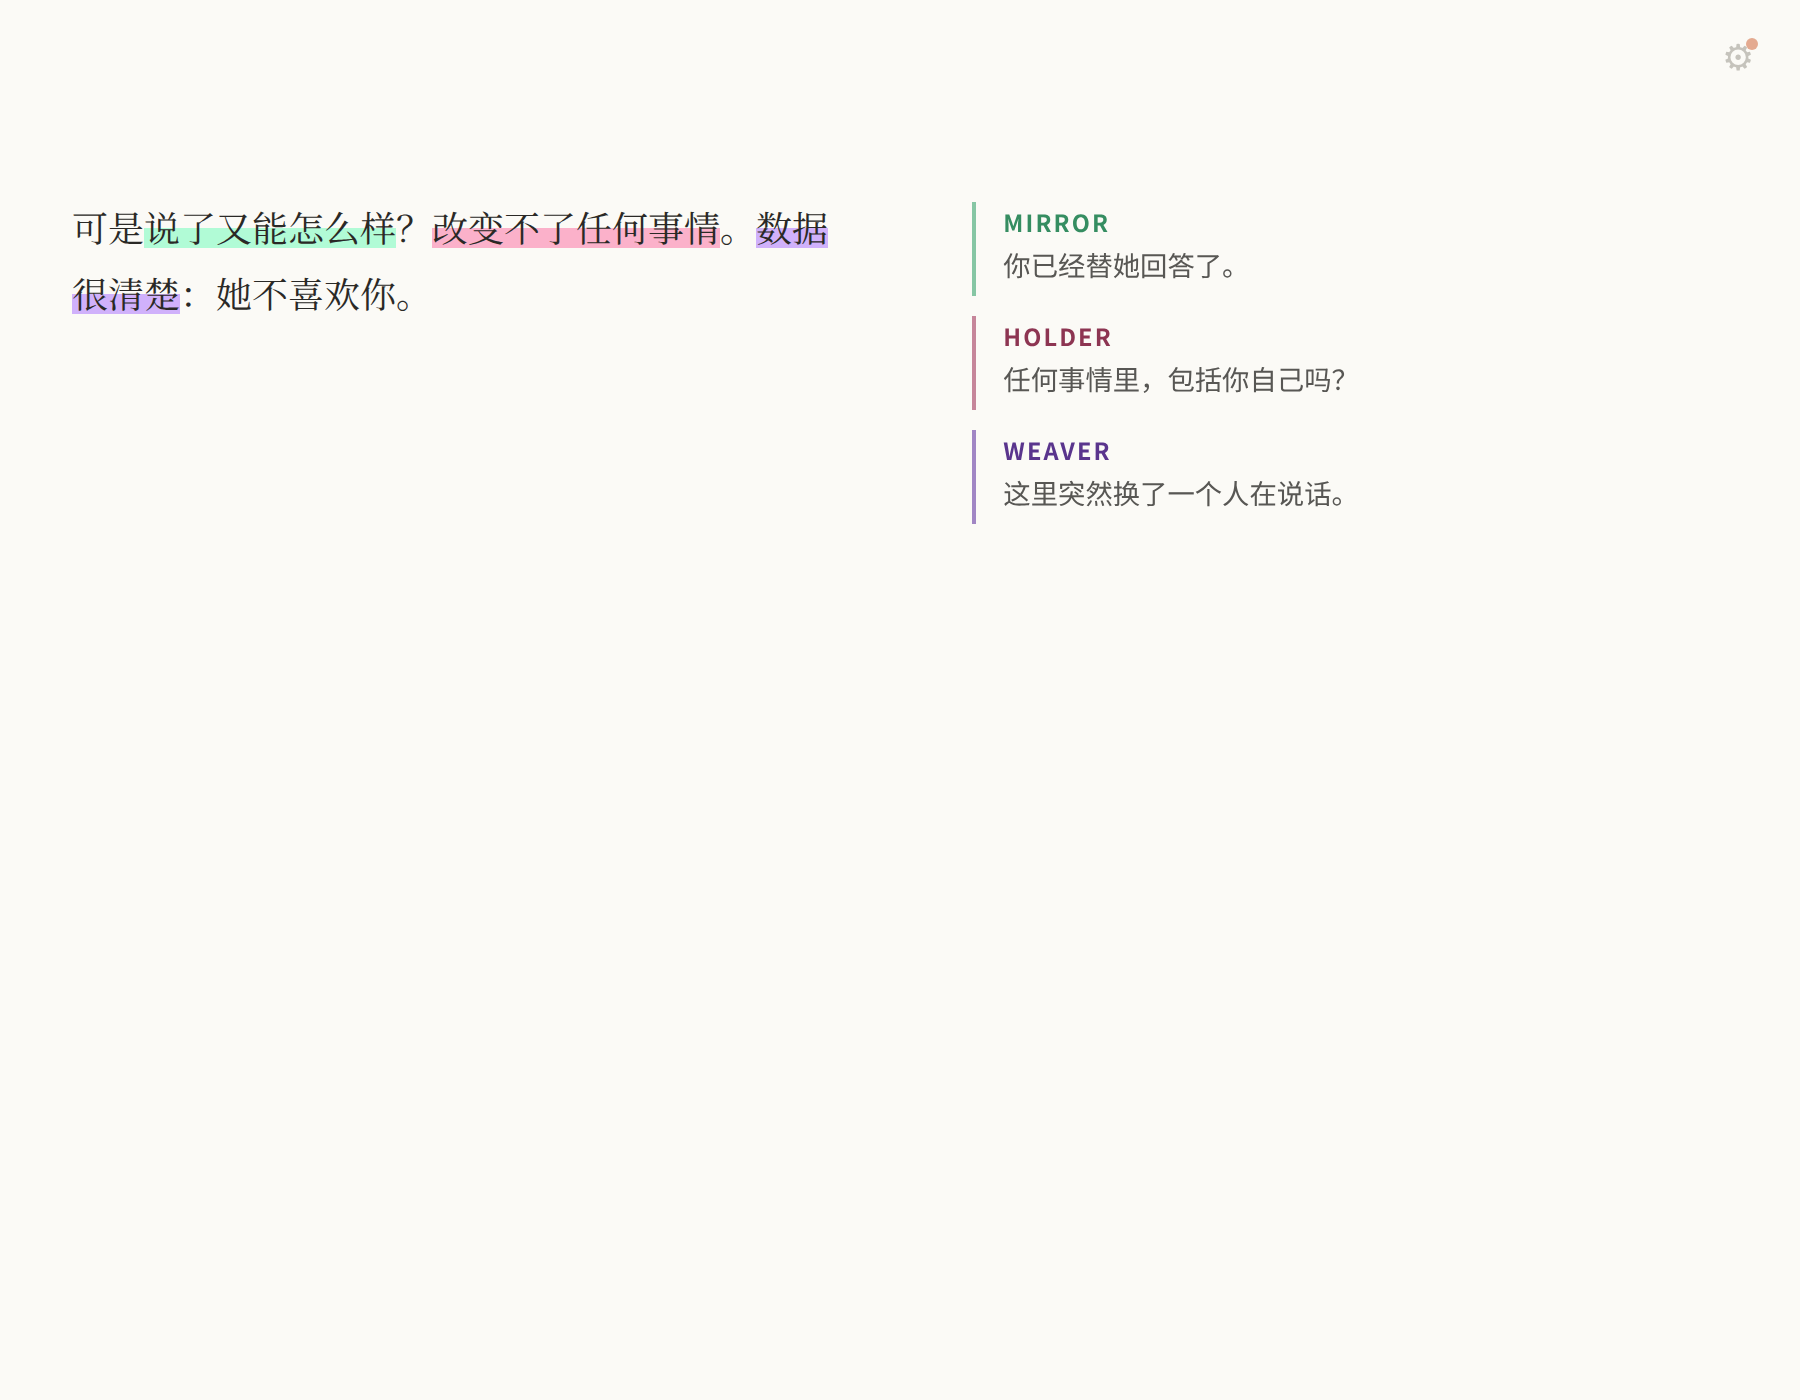 可是说了又能怎么样？改变不了任何事情。数据
很清楚：她不喜欢你。
MIRROR
你已经替她回答了。
HOLDER
任何事情里，包括你自己吗？
WEAVER
这里突然换了一个人在说话。